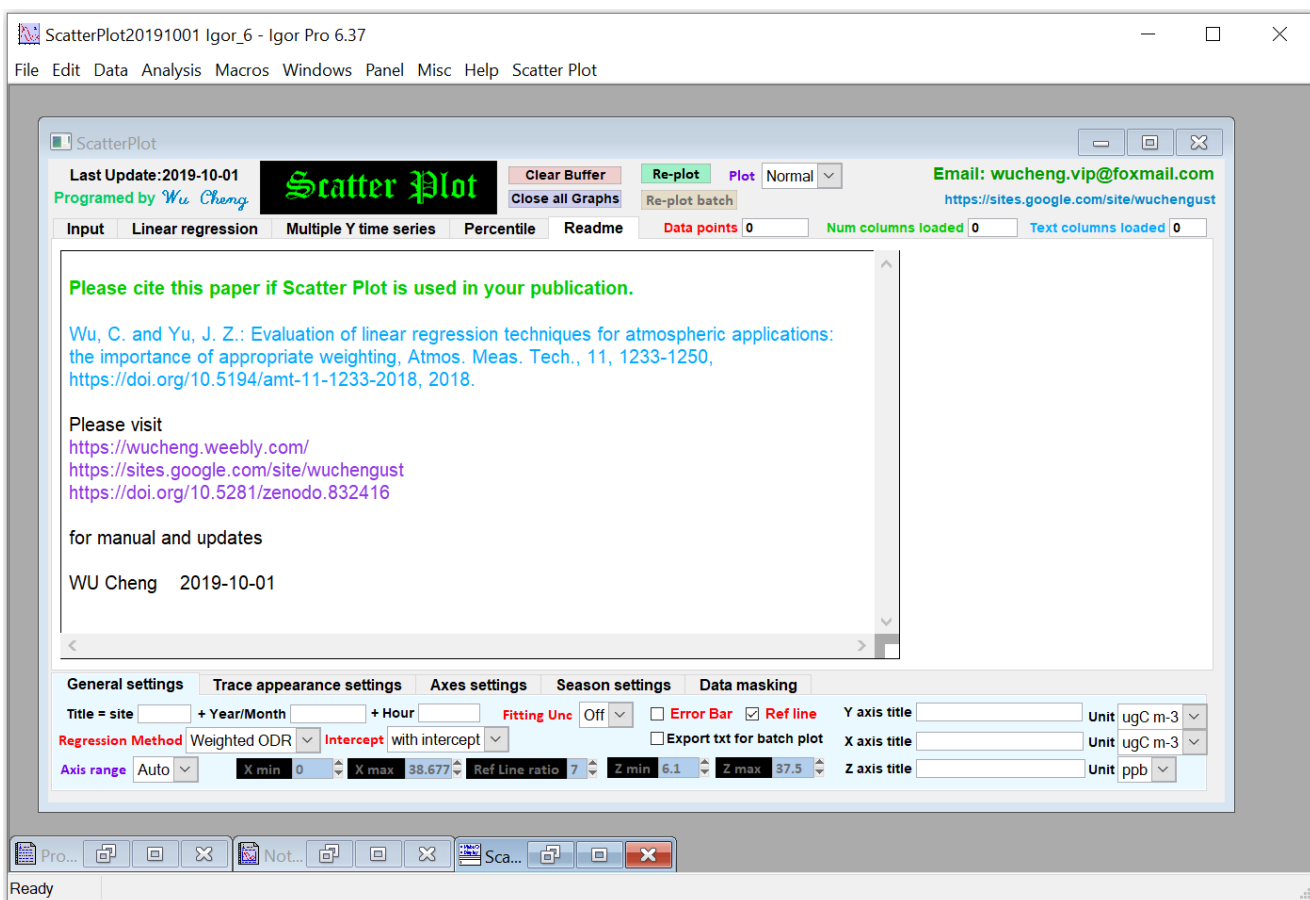 ScatterPlot20191001 Igor_6 - Igor Pro 6.37
File Edit Data Analysis Macros Windows Panel Misc Help Scatter Plot
ScatterPlot
Last Update:2019-10-01
Programed by Wu Cheng
Scatter Plot
Clear Buffer
Close all Graphs
Re-plot
Re-plot batch
Plot Normal
Email: wucheng.vip@foxmail.com
https://sites.google.com/site/wuchengust
Input Linear regression Multiple Y time series Percentile Readme
Data points 0 Num columns loaded 0 Text columns loaded 0
Please cite this paper if Scatter Plot is used in your publication.
Wu, C. and Yu, J. Z.: Evaluation of linear regression techniques for atmospheric applications:
the importance of appropriate weighting, Atmos. Meas. Tech., 11, 1233-1250,
https://doi.org/10.5194/amt-11-1233-2018, 2018.
Please visit
https://wucheng.weebly.com/
https://sites.google.com/site/wuchengust
https://doi.org/10.5281/zenodo.832416
for manual and updates
WU Cheng 2019-10-01
General settings Trace appearance settings Axes settings Season settings Data masking
Title = site + Year/Month + Hour Fitting Unc Off Error Bar Ref line Y axis title Unit ugC m-3
Regression Method Weighted ODR Intercept with intercept Export txt for batch plot X axis title Unit ugC m-3
Axis range Auto X min 0 X max 38.677 Ref Line ratio 7 Z min 6.1 Z max 37.5 Z axis title Unit ppb
Pro... Not... Sca...
Ready